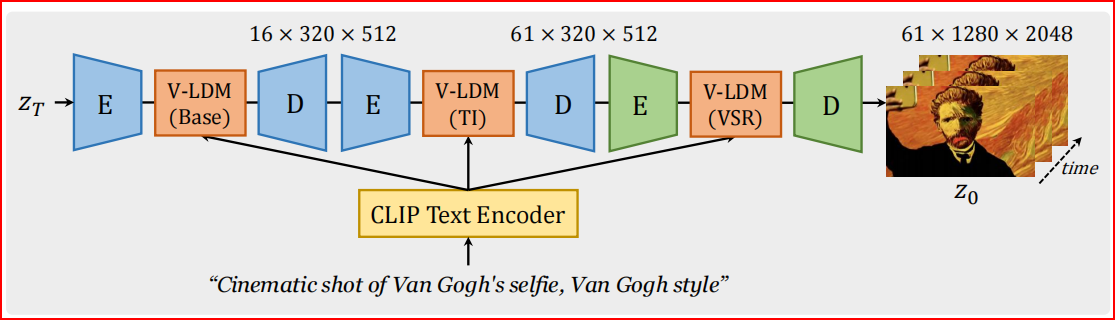 16 × 320 × 512
61 × 320 × 512
61 × 1280 × 2048
z_T
E
V-LDM
(Base)
D
E
V-LDM
(TI)
D
E
V-LDM
(VSR)
D
time
z_0
CLIP Text Encoder
“Cinematic shot of Van Gogh's selfie, Van Gogh style”